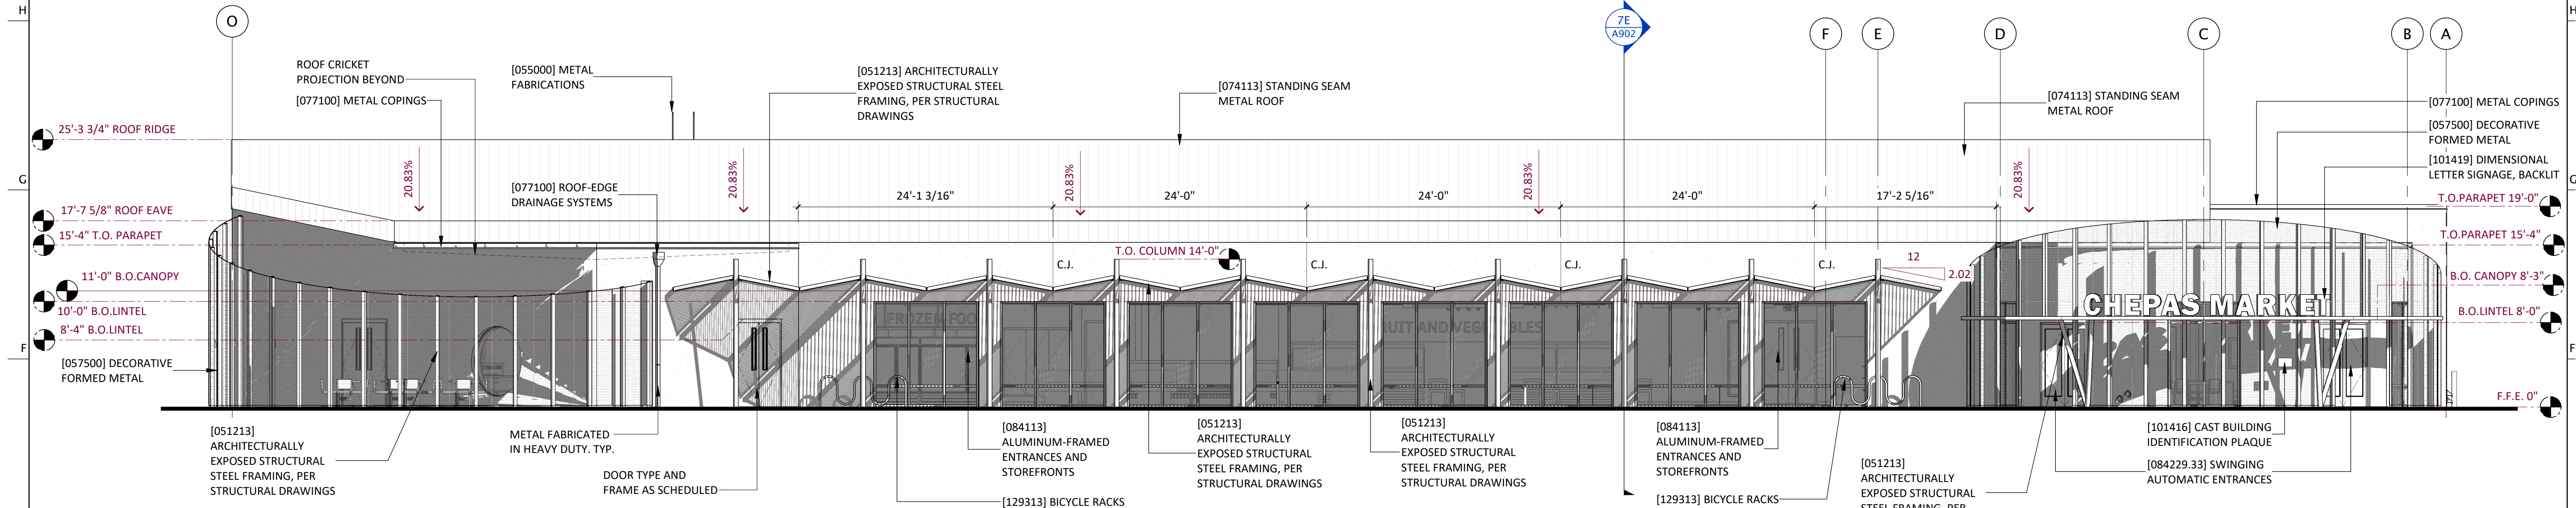 H
H
O
7E
A902
F
E
D
C
B
A
ROOF CRICKET
PROJECTION BEYOND
[077100] METAL COPINGS
[055000] METAL
FABRICATIONS
[051213] ARCHITECTURALLY
EXPOSED STRUCTURAL STEEL
FRAMING, PER STRUCTURAL
DRAWINGS
[074113] STANDING SEAM
METAL ROOF
[074113] STANDING SEAM
METAL ROOF
[077100] METAL COPINGS
[057500] DECORATIVE
FORMED METAL
[101419] DIMENSIONAL
LETTER SIGNAGE, BACKLIT
25'-3 3/4" ROOF RIDGE
G
G
20.83%
20.83%
20.83%
20.83%
20.83%
[077100] ROOF-EDGE
DRAINAGE SYSTEMS
24'-1 3/16"
24'-0"
24'-0"
24'-0"
17'-2 5/16"
17'-7 5/8" ROOF EAVE
15'-4" T.O. PARAPET
11'-0" B.O.CANOPY
10'-0" B.O.LINTEL
8'-4" B.O.LINTEL
T.O.PARAPET 19'-0"
T.O.PARAPET 15'-4"
B.O. CANOPY 8'-3"
B.O.LINTEL 8'-0"
F.F.E. 0"
T.O. COLUMN 14'-0"
C.J.
C.J.
C.J.
C.J.
12
2.02
FROZEN FOO
RUIT AND VEG BLES
CHEPAS MARKET
F
F
[057500] DECORATIVE
FORMED METAL
[051213]
ARCHITECTURALLY
EXPOSED STRUCTURAL
STEEL FRAMING, PER
STRUCTURAL DRAWINGS
METAL FABRICATED
IN HEAVY DUTY. TYP.
DOOR TYPE AND
FRAME AS SCHEDULED
[084113]
ALUMINUM-FRAMED
ENTRANCES AND
STOREFRONTS
[129313] BICYCLE RACKS
[051213]
ARCHITECTURALLY
EXPOSED STRUCTURAL
STEEL FRAMING, PER
STRUCTURAL DRAWINGS
[051213]
ARCHITECTURALLY
EXPOSED STRUCTURAL
STEEL FRAMING, PER
STRUCTURAL DRAWINGS
[084113]
ALUMINUM-FRAMED
ENTRANCES AND
STOREFRONTS
[129313] BICYCLE RACKS
[051213]
ARCHITECTURALLY
EXPOSED STRUCTURAL
STEEL FRAMING, PER
[101416] CAST BUILDING
IDENTIFICATION PLAQUE
[084229.33] SWINGING
AUTOMATIC ENTRANCES